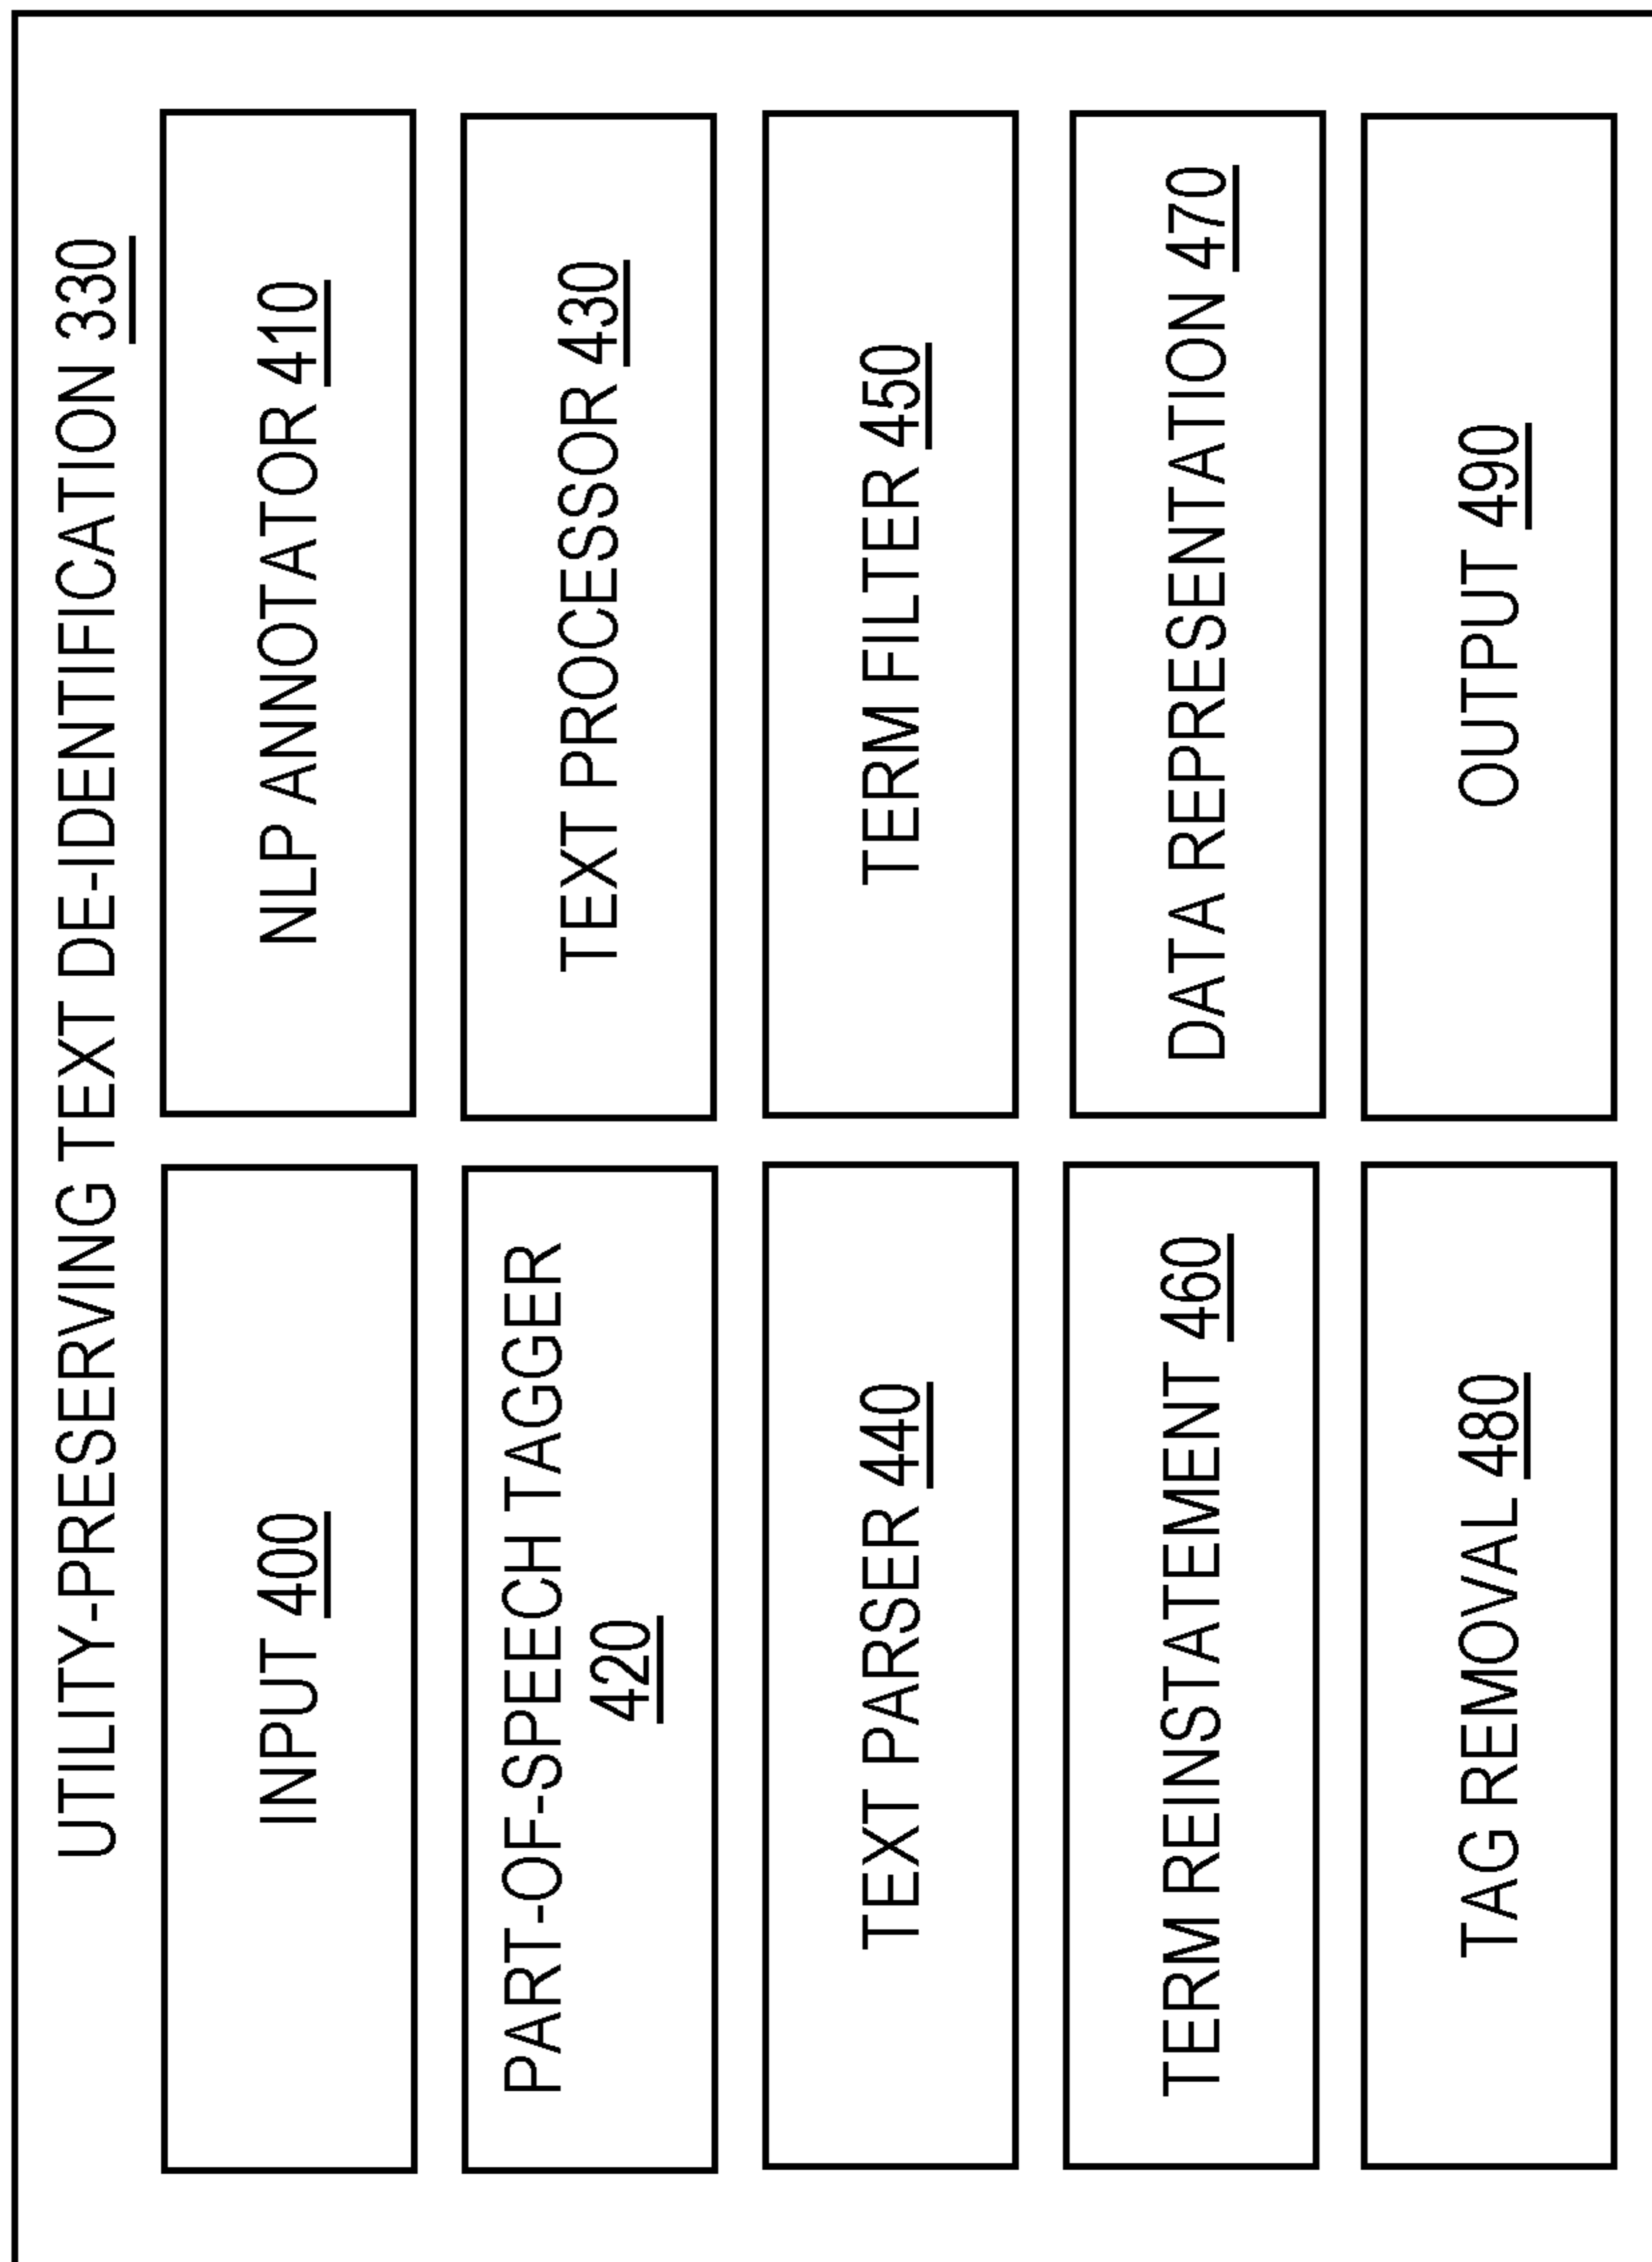 UTILITY-PRESERVING TEXT DE-IDENTIFICATION 330
INPUT 400
NLP ANNOTATOR 410
PART-OF-SPEECH TAGGER
420
TEXT PROCESSOR 430
TEXT PARSER 440
TERM FILTER 450
TERM REINSTATEMENT 460
DATA REPRESENTATION 470
TAG REMOVAL 480
OUTPUT 490